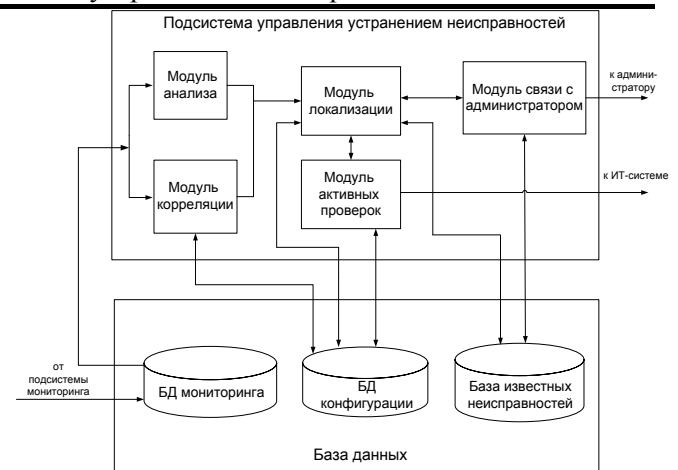 Подсистема управления устранением неисправностей
Модуль
анализа
Модуль
локализации
Модуль связи с
администратором
к админи-
стратору
Модуль
корреляции
Модуль
активных
проверок
к ИТ-системе
от
подсистемы
мониторинга
БД мониторинга
БД
конфигурации
База известных
неисправностей
База данных